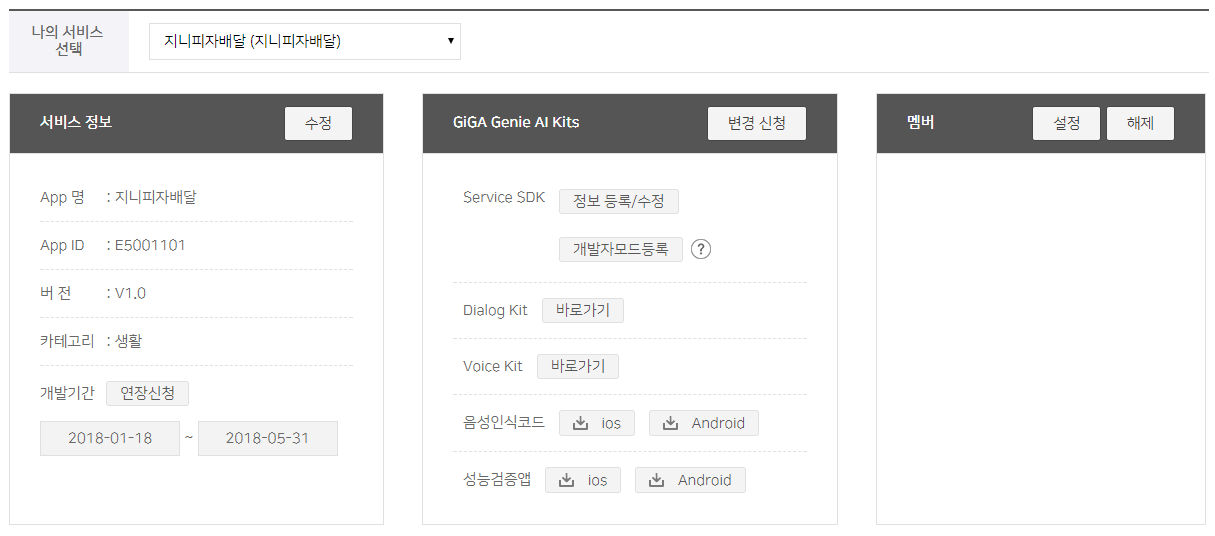 나의 서비스
선택
지니피자배달 (지니피자배달)
서비스 정보
수정
App 명 : 지니피자배달
App ID : E5001101
버 전 : V1.0
카테고리 : 생활
개발기간 연장신청
2018-01-18 ~ 2018-05-31
GiGA Genie AI Kits
변경 신청
Service SDK 정보 등록/수정
개발자모드등록 ?
Dialog Kit 바로가기
Voice Kit 바로가기
음성인식코드 ios Android
성능검증앱 ios Android
멤버
설정 해제